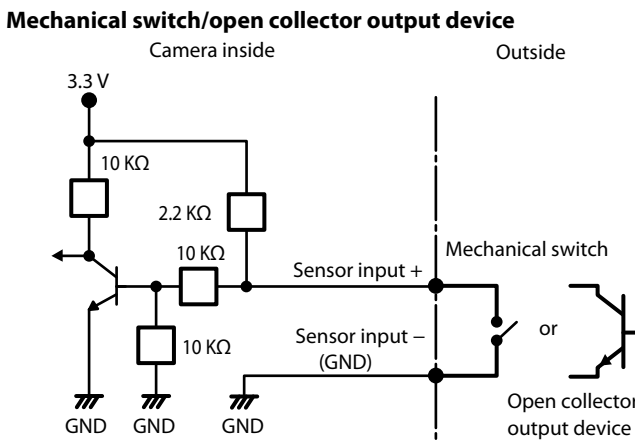 Mechanical switch/open collector output device
Camera inside
Outside
3.3 V
10 KΩ
2.2 KΩ
10 KΩ
Sensor input +
Mechanical switch
10 KΩ
Sensor input −
(GND)
or
GND
GND
GND
Open collector
output device